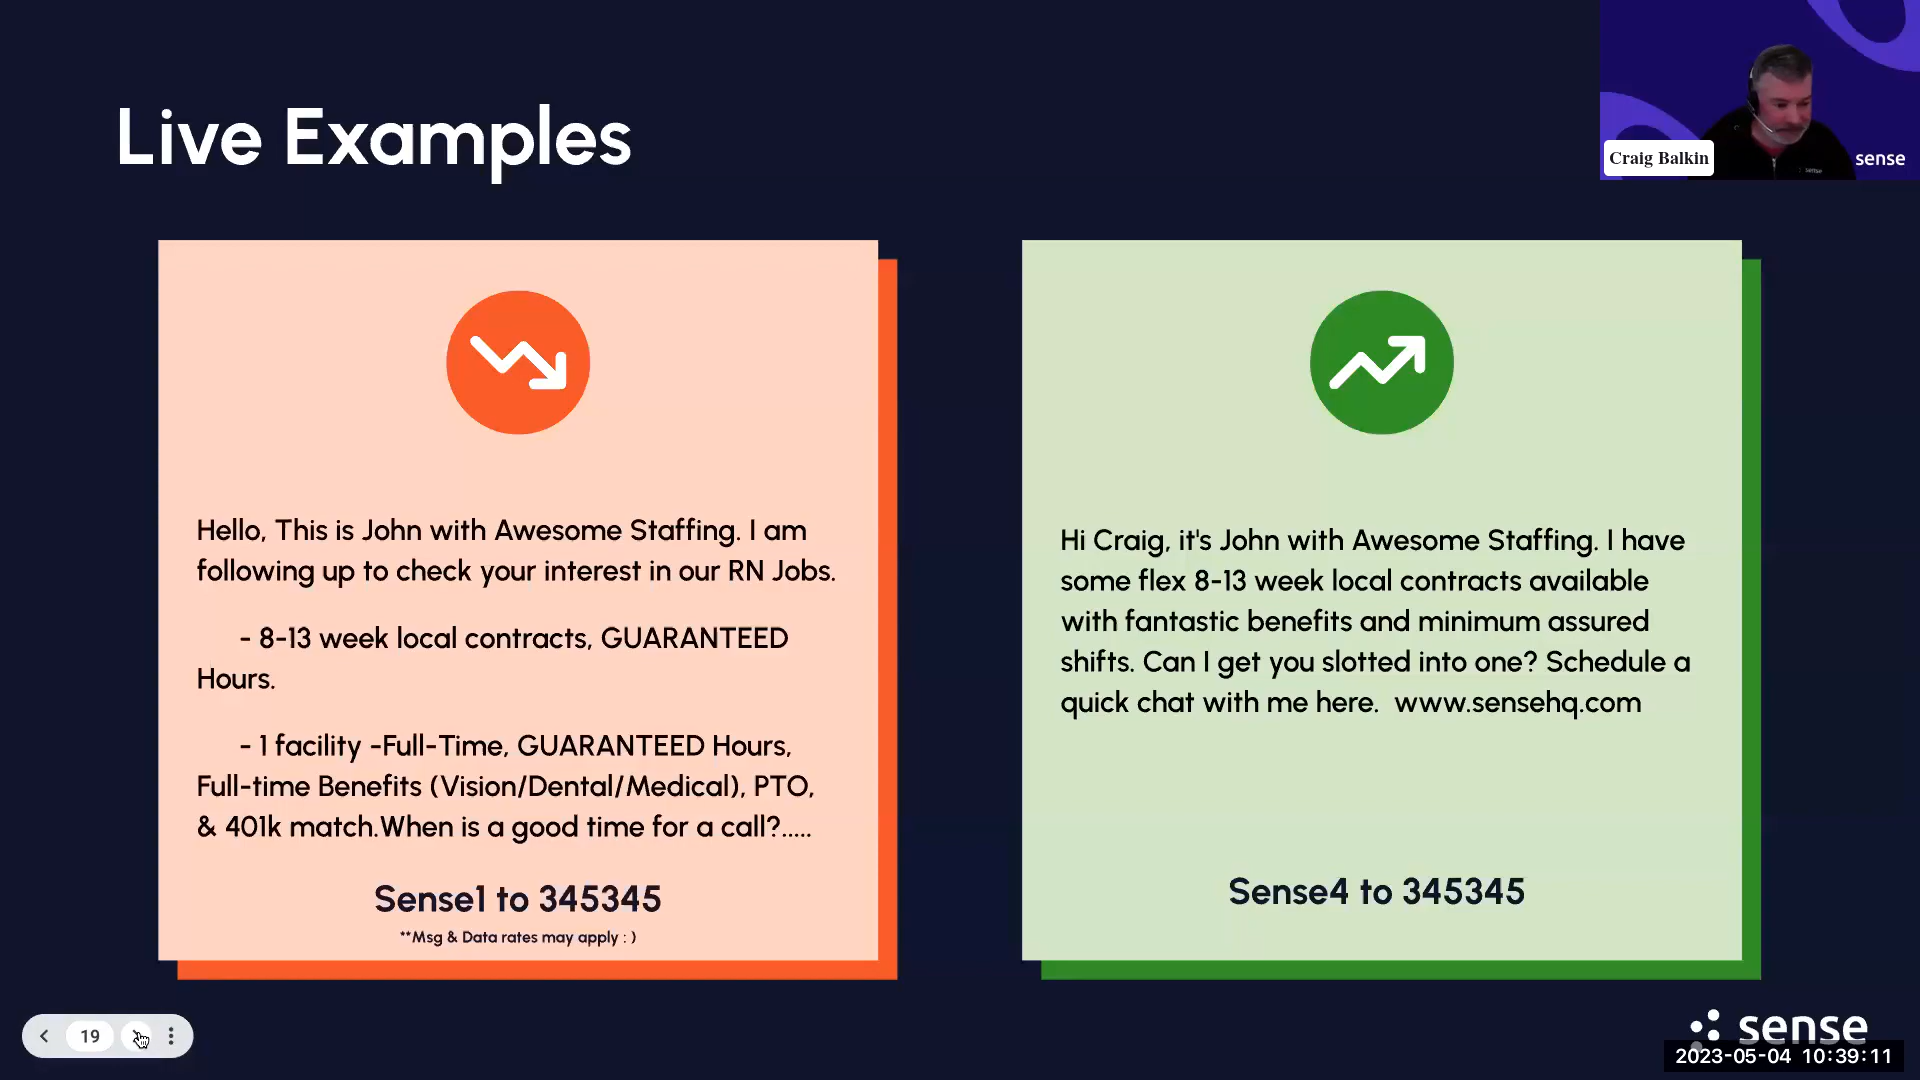 Live Examples
Craig Balkin
sense
sense
Hello, This is John with Awesome Staffing. I am
following up to check your interest in our RN Jobs.
- 8-13 week local contracts, GUARANTEED
Hours.
- 1 facility -Full-Time, GUARANTEED Hours,
Full-time Benefits (Vision/Dental/Medical), PTO,
& 401k match.When is a good time for a call?.....
Sense1 to 345345
**Msg & Data rates may apply : )
Hi Craig, it's John with Awesome Staffing. I have
some flex 8-13 week local contracts available
with fantastic benefits and minimum assured
shifts. Can I get you slotted into one? Schedule a
quick chat with me here.  www.sensehq.com
Sense4 to 345345
19
sense
2023-05-04 10:39:11